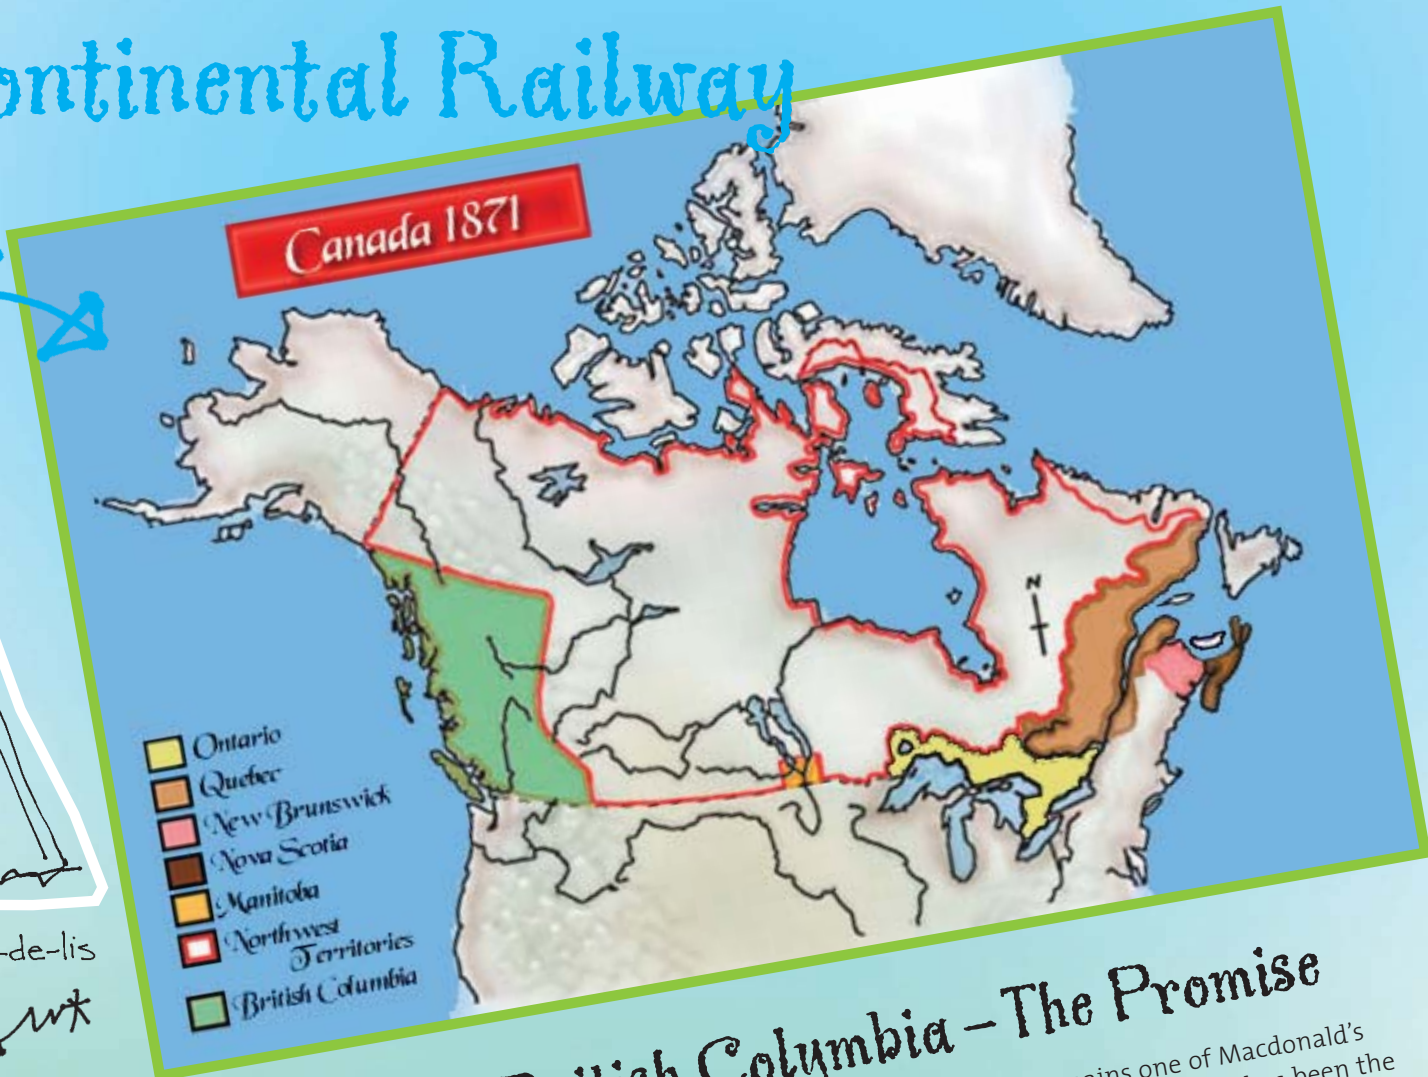 ontinental Railway
Canada 1871
N
Ontario
Quebec
New Brunswick
Nova Scotia
Manitoba
Northwest
Territories
British Columbia
-de-lis
British Columbia – The Promise
one of Macdonald's
been the